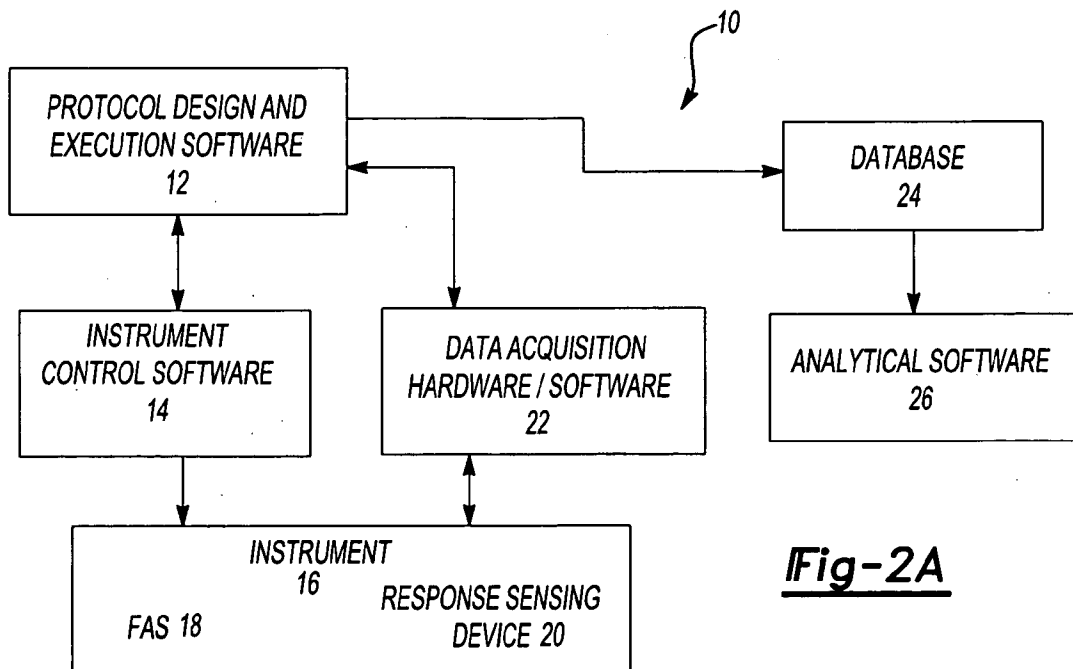 10
PROTOCOL DESIGN AND
EXECUTION SOFTWARE
12
DATABASE
24
INSTRUMENT
CONTROL SOFTWARE
14
DATA ACQUISITION
HARDWARE / SOFTWARE
22
ANALYTICAL SOFTWARE
26
INSTRUMENT
16
FAS 18
RESPONSE SENSING
DEVICE 20
Fig-2A